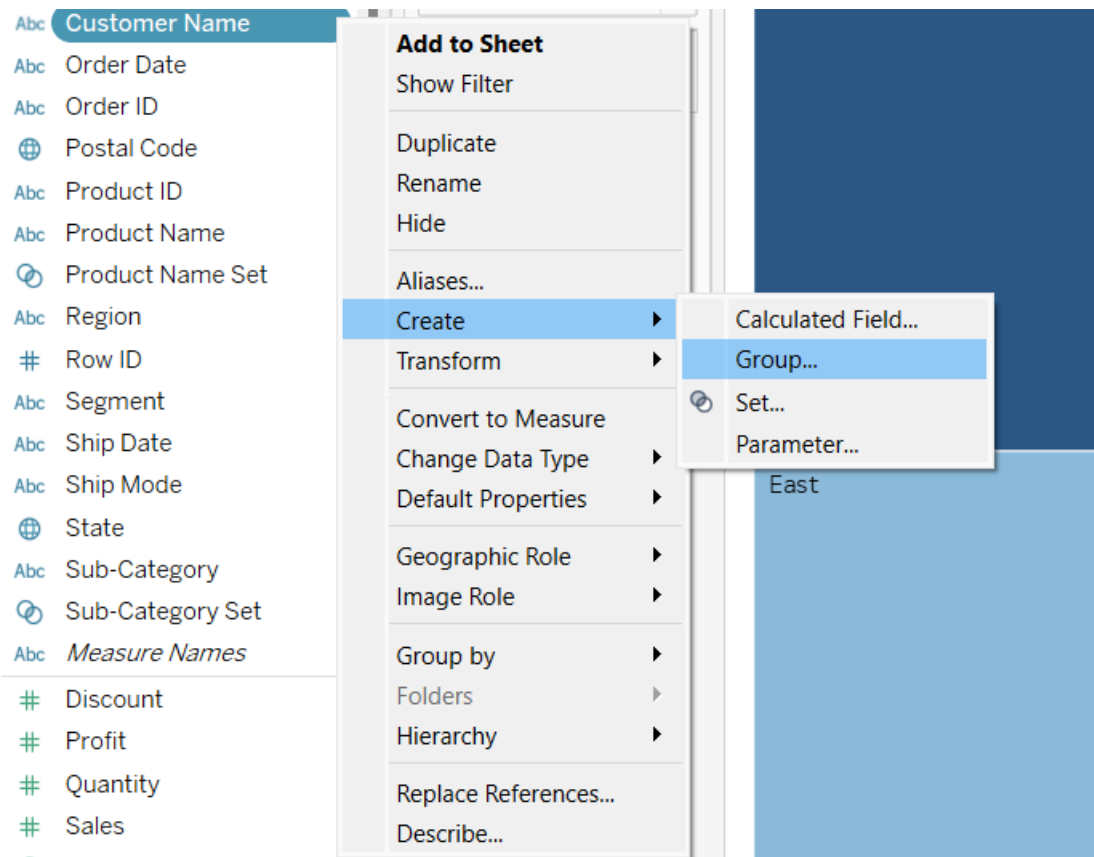 Abc Customer Name
Abc Order Date
Abc Order ID
Postal Code
Abc Product ID
Abc Product Name
Product Name Set
Abc Region
# Row ID
Abc Segment
Abc Ship Date
Abc Ship Mode
State
Abc Sub-Category
Sub-Category Set
Abc Measure Names
# Discount
# Profit
# Quantity
# Sales
Add to Sheet
Show Filter
Duplicate
Rename
Hide
Aliases...
Create
Transform
Convert to Measure
Change Data Type
Default Properties
Geographic Role
Image Role
Group by
Folders
Hierarchy
Replace References...
Describe...
Calculated Field...
Group...
Set...
Parameter...
East